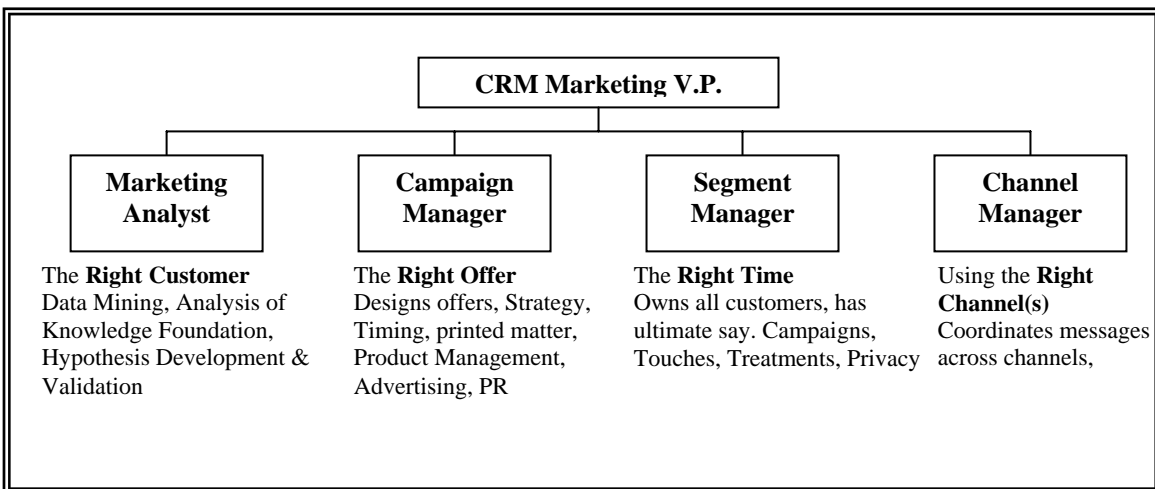 CRM Marketing V.P.
Marketing
Analyst
Campaign
Manager
Segment
Manager
Channel
Manager
The Right Customer
Data Mining, Analysis of
Knowledge Foundation,
Hypothesis Development &
Validation
The Right Offer
Designs offers, Strategy,
Timing, printed matter,
Product Management,
Advertising, PR
The Right Time
Owns all customers, has
ultimate say. Campaigns,
Touches, Treatments, Privacy
Using the Right
Channel(s)
Coordinates messages
across channels,